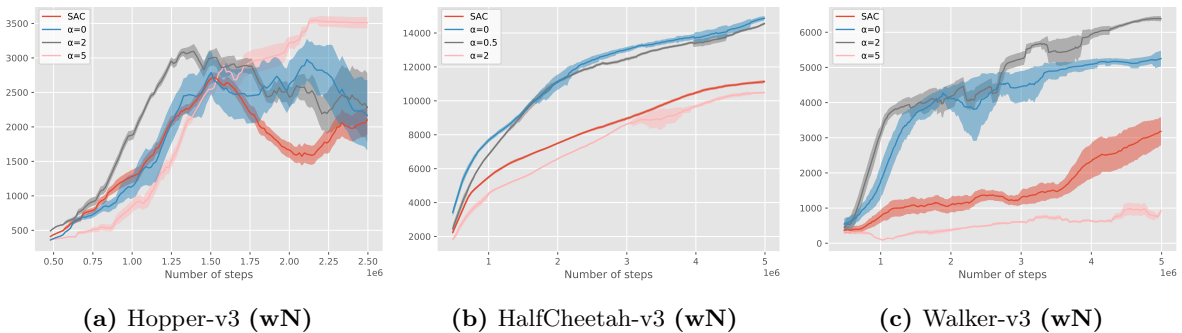 SAC
α=0
α=2
α=5
3500
3000
2500
2000
1500
1000
500
0.50
0.75
1.00
1.25
1.50
1.75
2.00
2.25
2.50
Number of steps
1e6
(a) Hopper-v3 (wN)
SAC
α=0
α=0.5
α=2
14000
12000
10000
8000
6000
4000
2000
1
2
3
4
5
Number of steps
1e6
(b) HalfCheetah-v3 (wN)
SAC
α=0
α=2
α=5
6000
5000
4000
3000
2000
1000
0
1
2
3
4
5
Number of steps
1e6
(c) Walker-v3 (wN)